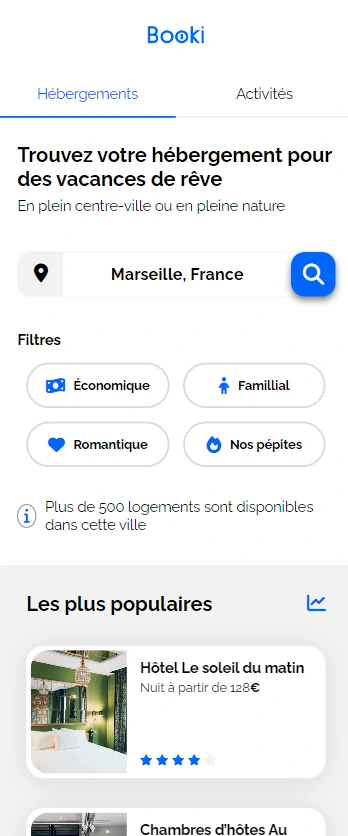 Booki
Hébergements
Activités
Trouvez votre hébergement pour
des vacances de rêve
En plein centre-ville ou en pleine nature
Marseille, France
Filtres
Économique
Famillial
Romantique
Nos pépites
Plus de 500 logements sont disponibles
dans cette ville
Les plus populaires
Hôtel Le soleil du matin
Nuit à partir de 128€
Chambres d'hôtes Au